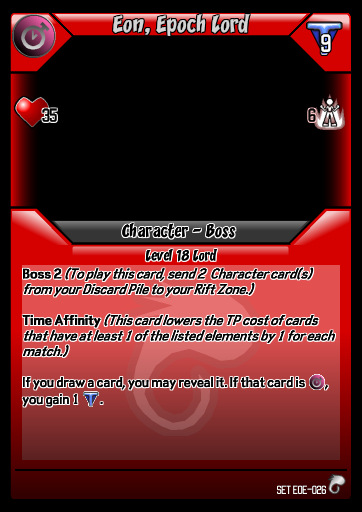 Eon, Epoch Lord
9
35
6
Character - Boss
Level 18 Lord
Boss 2 (To play this card, send 2 Character card(s)
from your Discard Pile to your Rift Zone.)
Time Affinity (This card lowers the TP cost of cards
that have at least 1 of the listed elements by 1 for each
match.)
If you draw a card, you may reveal it. If that card is ,
you gain 1 .
SET EOE-026